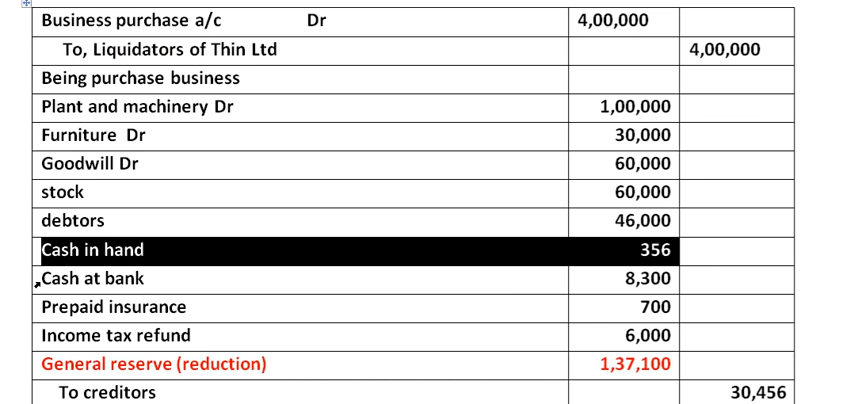 Business purchase a/c Dr 4,00,000
To, Liquidators of Thin Ltd 4,00,000
Being purchase business
Plant and machinery Dr 1,00,000
Furniture Dr 30,000
Goodwill Dr 60,000
stock 60,000
debtors 46,000
Cash in hand 356
Cash at bank 8,300
Prepaid insurance 700
Income tax refund 6,000
General reserve (reduction) 1,37,100
To creditors 30,456